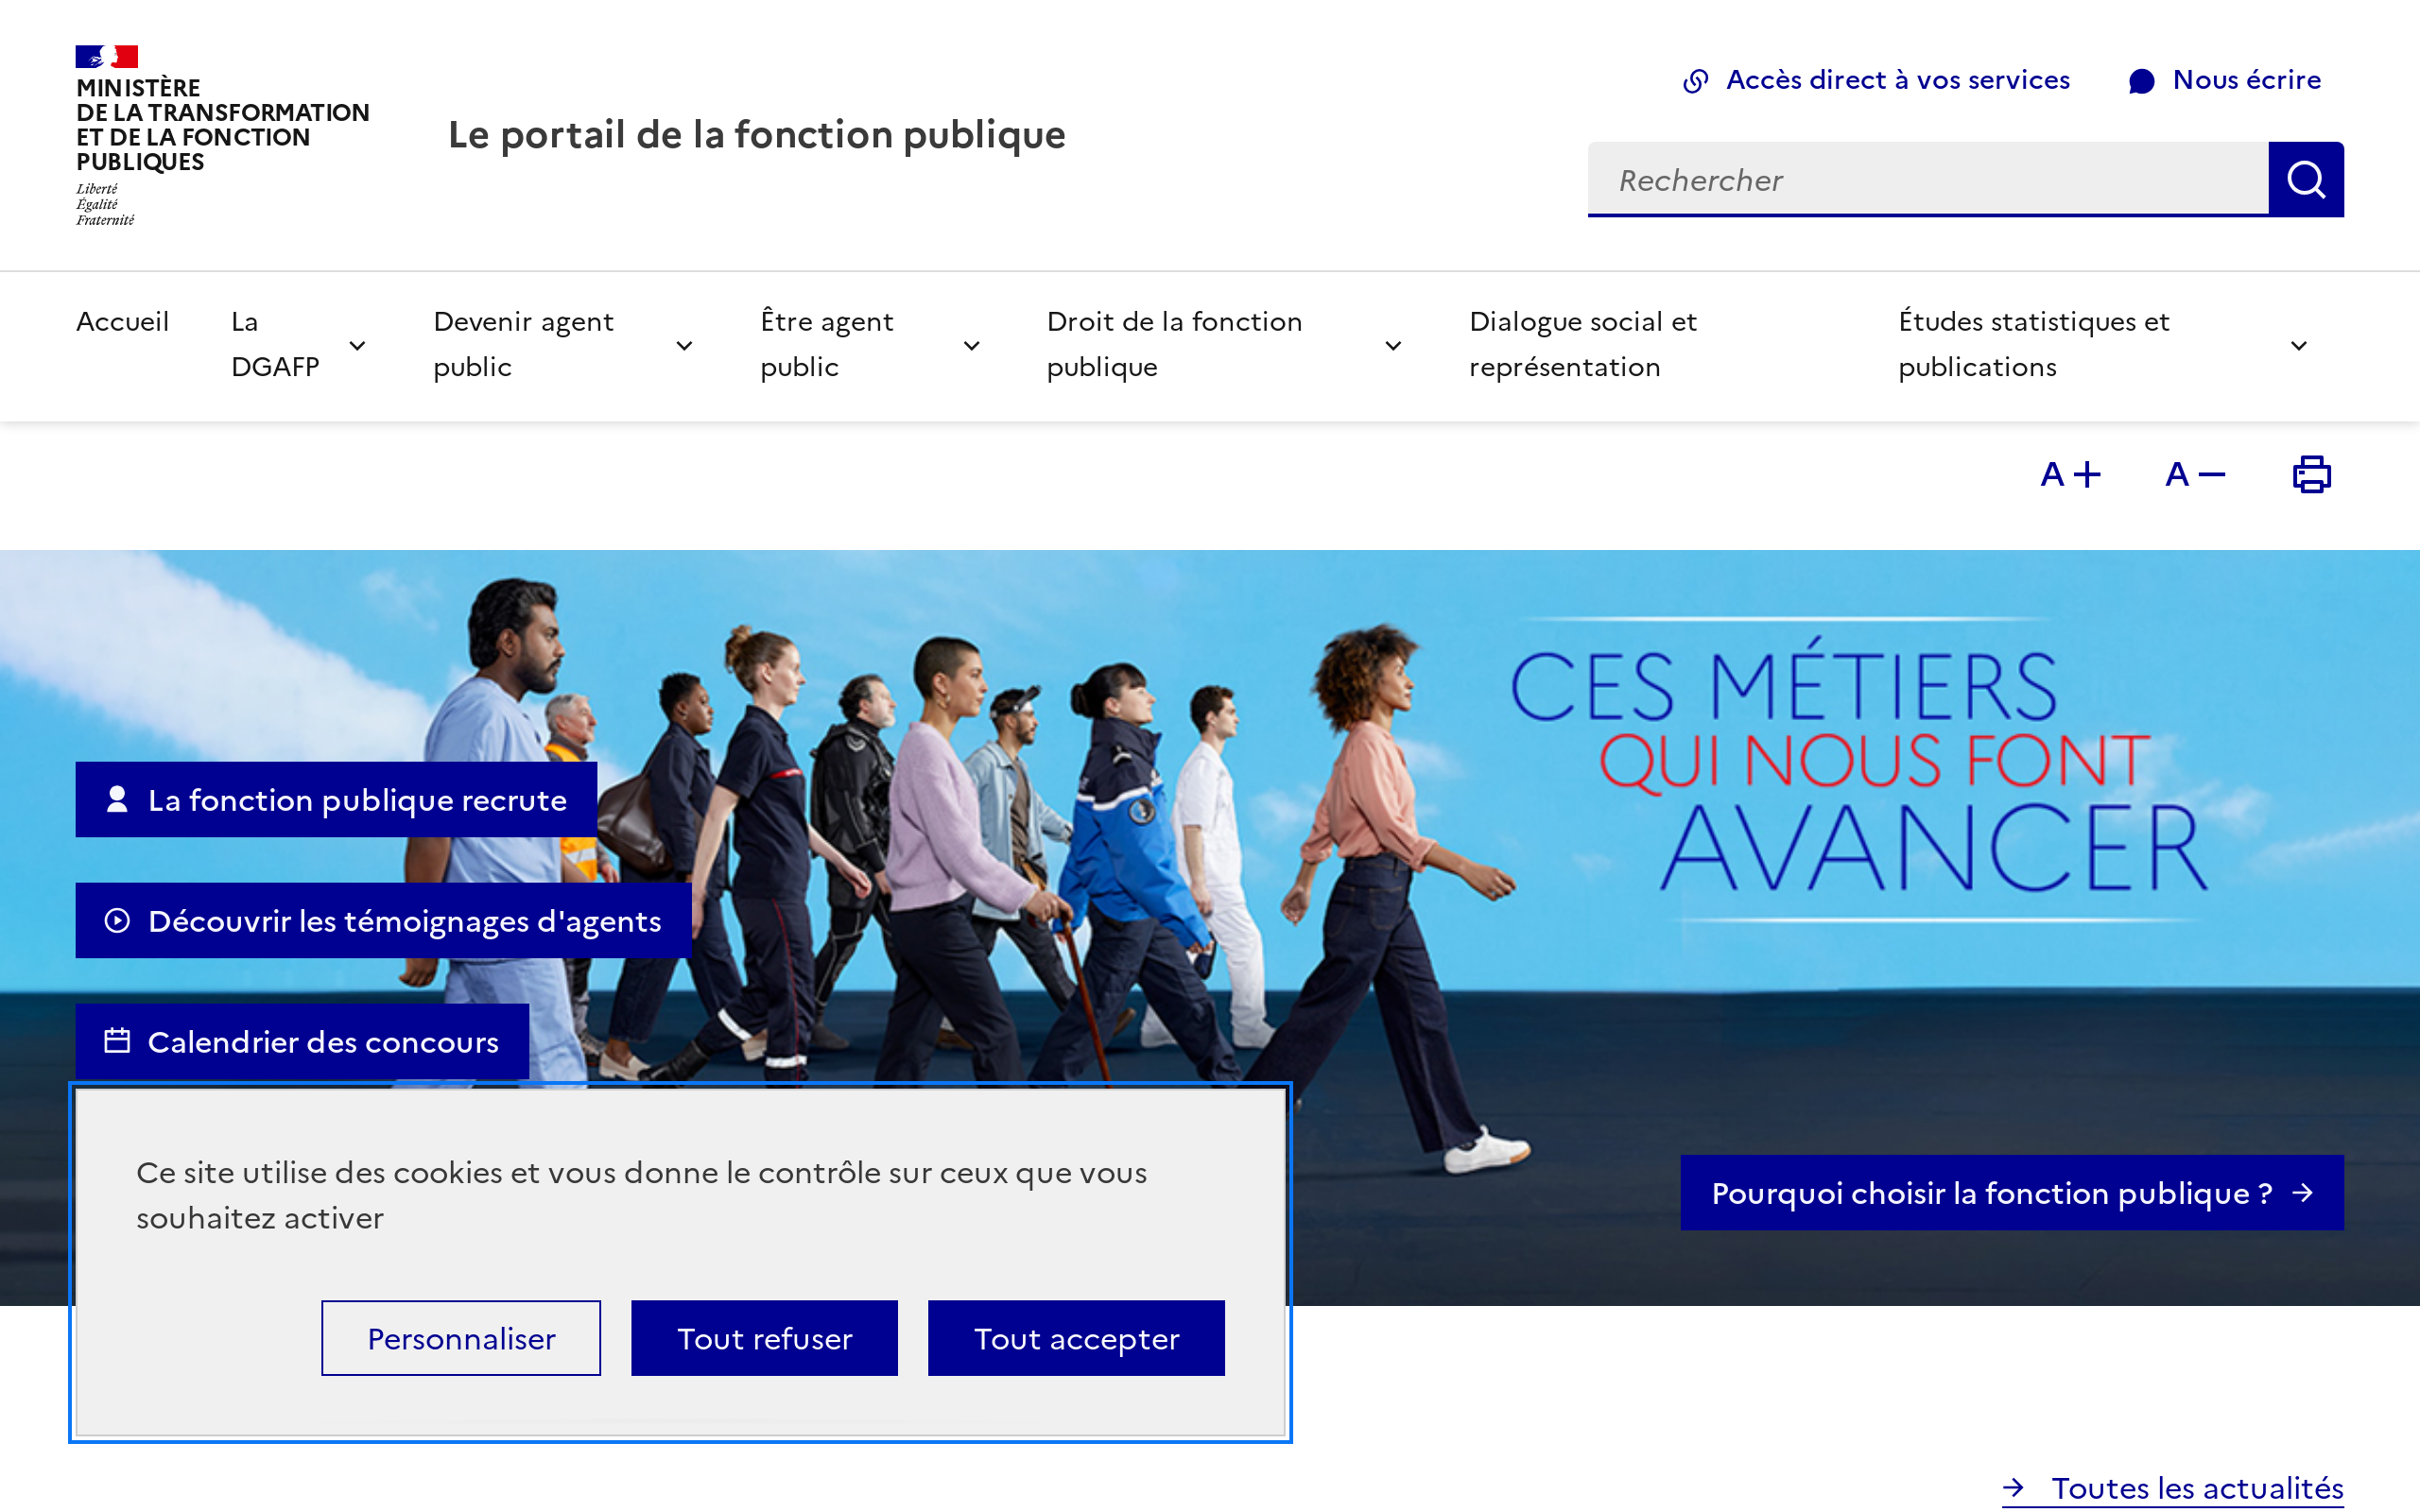 MINISTÈRE
DE LA TRANSFORMATION
ET DE LA FONCTION
PUBLIQUES
Liberté
Égalité
Fraternité
Le portail de la fonction publique
Accès direct à vos services
Nous écrire
Rechercher
Accueil
La
DGAFP
Devenir agent
public
Être agent
public
Droit de la fonction
publique
Dialogue social et
représentation
Études statistiques et
publications
A+
A−
CES MÉTIERS
QUI NOUS FONT
AVANCER
La fonction publique recrute
Découvrir les témoignages d'agents
Calendrier des concours
Pourquoi choisir la fonction publique ?
Ce site utilise des cookies et vous donne le contrôle sur ceux que vous
souhaitez activer
Personnaliser
Tout refuser
Tout accepter
Toutes les actualités